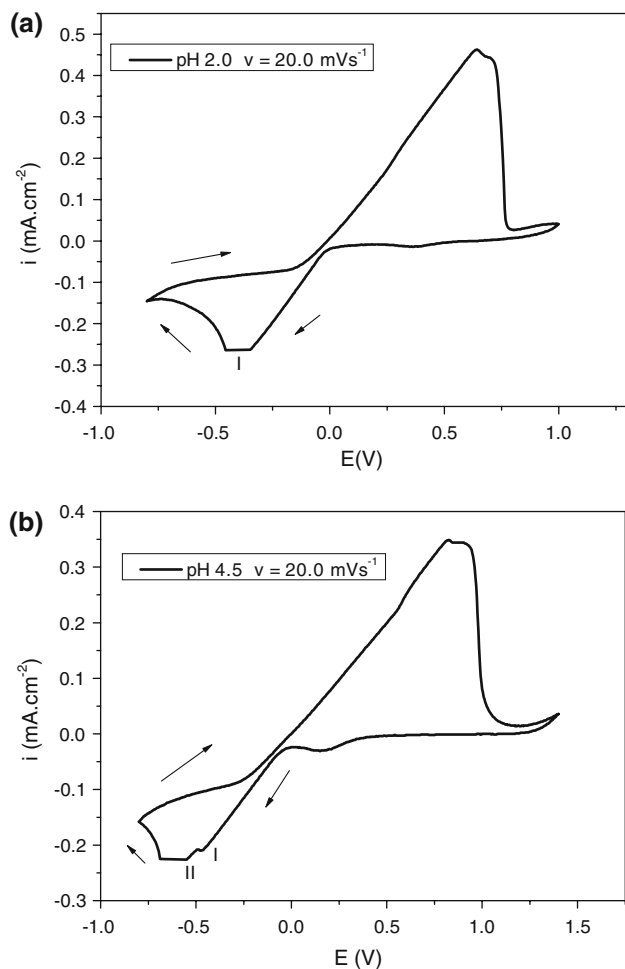 (a)
0.5
pH 2.0 v = 20.0 mVs⁻¹
0.4
0.3
0.2
0.1
0.0
-0.1
-0.2
-0.3
-0.4
i (mA.cm⁻²)
I
-1.0 -0.5 0.0 0.5 1.0
E(V)
(b)
0.4
pH 4.5 v = 20.0 mVs⁻¹
0.3
0.2
0.1
0.0
-0.1
-0.2
-0.3
i (mA.cm⁻²)
I
II
-1.0 -0.5 0.0 0.5 1.0 1.5
E (V)